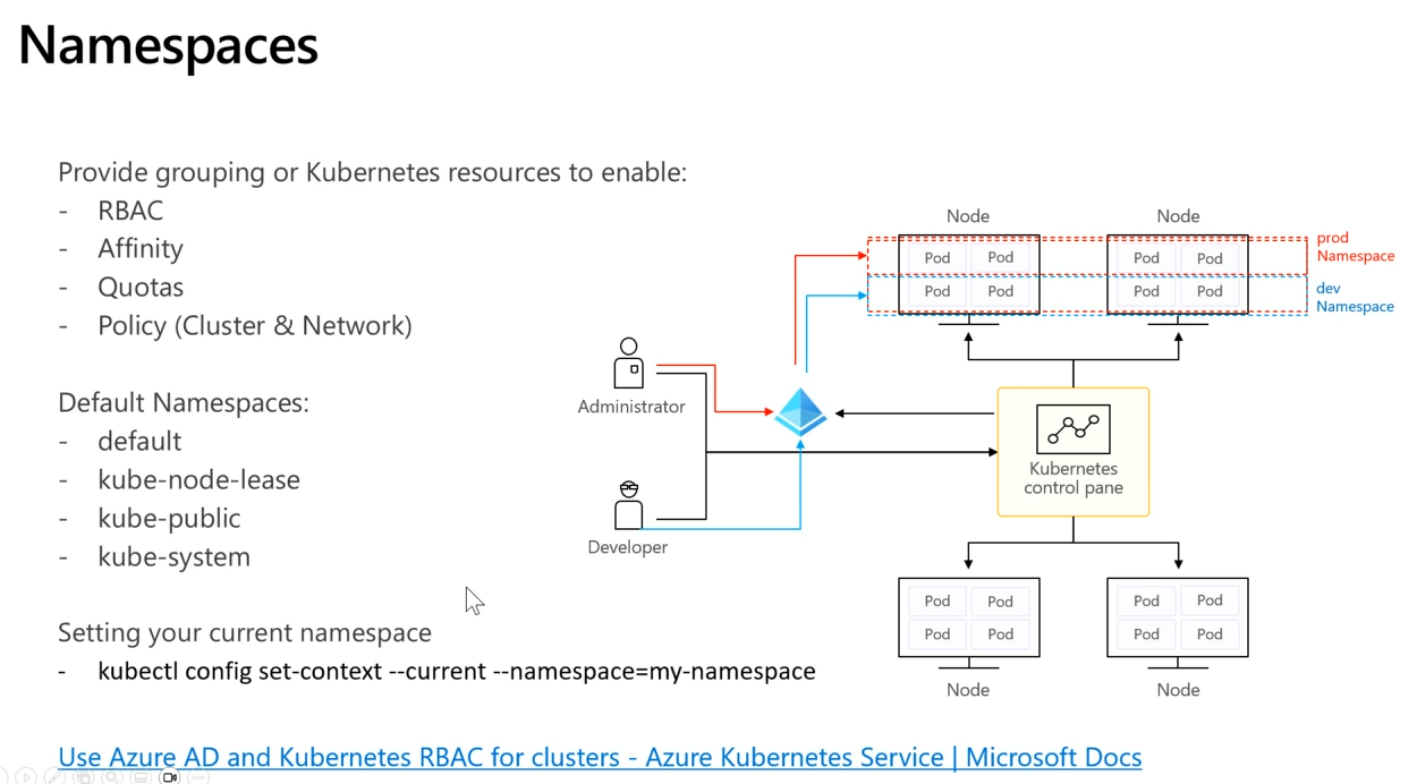 Namespaces
Provide grouping or Kubernetes resources to enable:
- RBAC
- Affinity
- Quotas
- Policy (Cluster & Network)
Default Namespaces:
- default
- kube-node-lease
- kube-public
- kube-system
Setting your current namespace
- kubectl config set-context --current --namespace=my-namespace
Use Azure AD and Kubernetes RBAC for clusters - Azure Kubernetes Service | Microsoft Docs
Node Node
Pod Pod Pod Pod
Pod Pod Pod Pod
prod
Namespace
dev
Namespace
Administrator
Developer
Kubernetes
control pane
Pod Pod Pod Pod
Pod Pod Pod Pod
Node Node